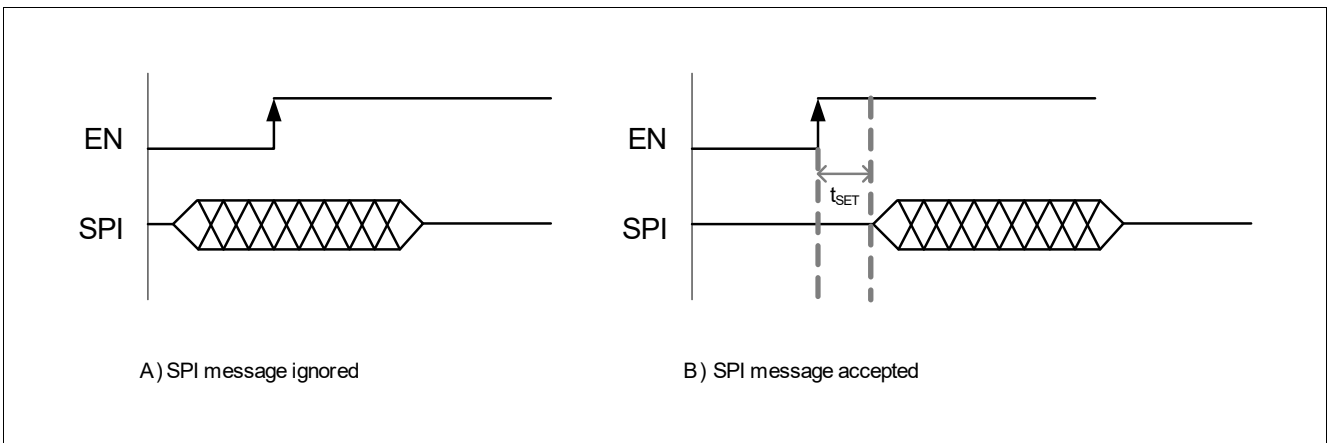 EN
SPI
A) SPI message ignored
EN
tSET
SPI
B) SPI message accepted